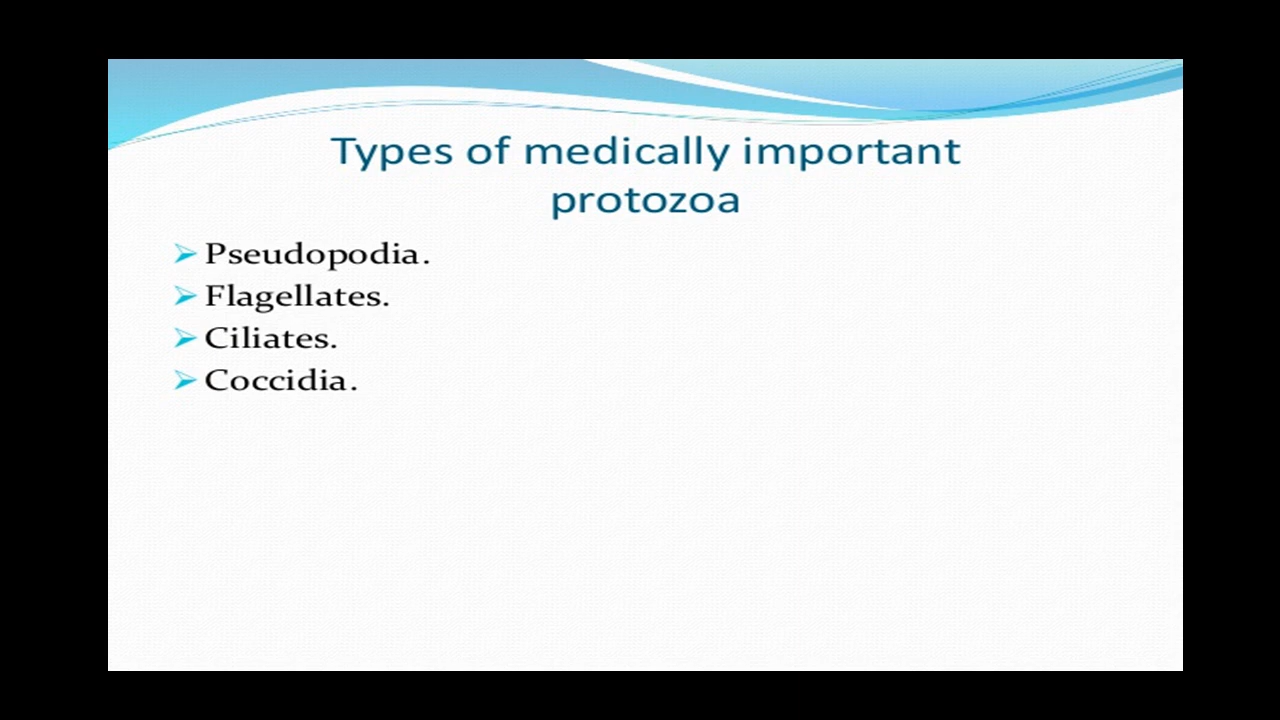 Types of medically important
protozoa
Pseudopodia.
Flagellates.
Ciliates.
Coccidia.